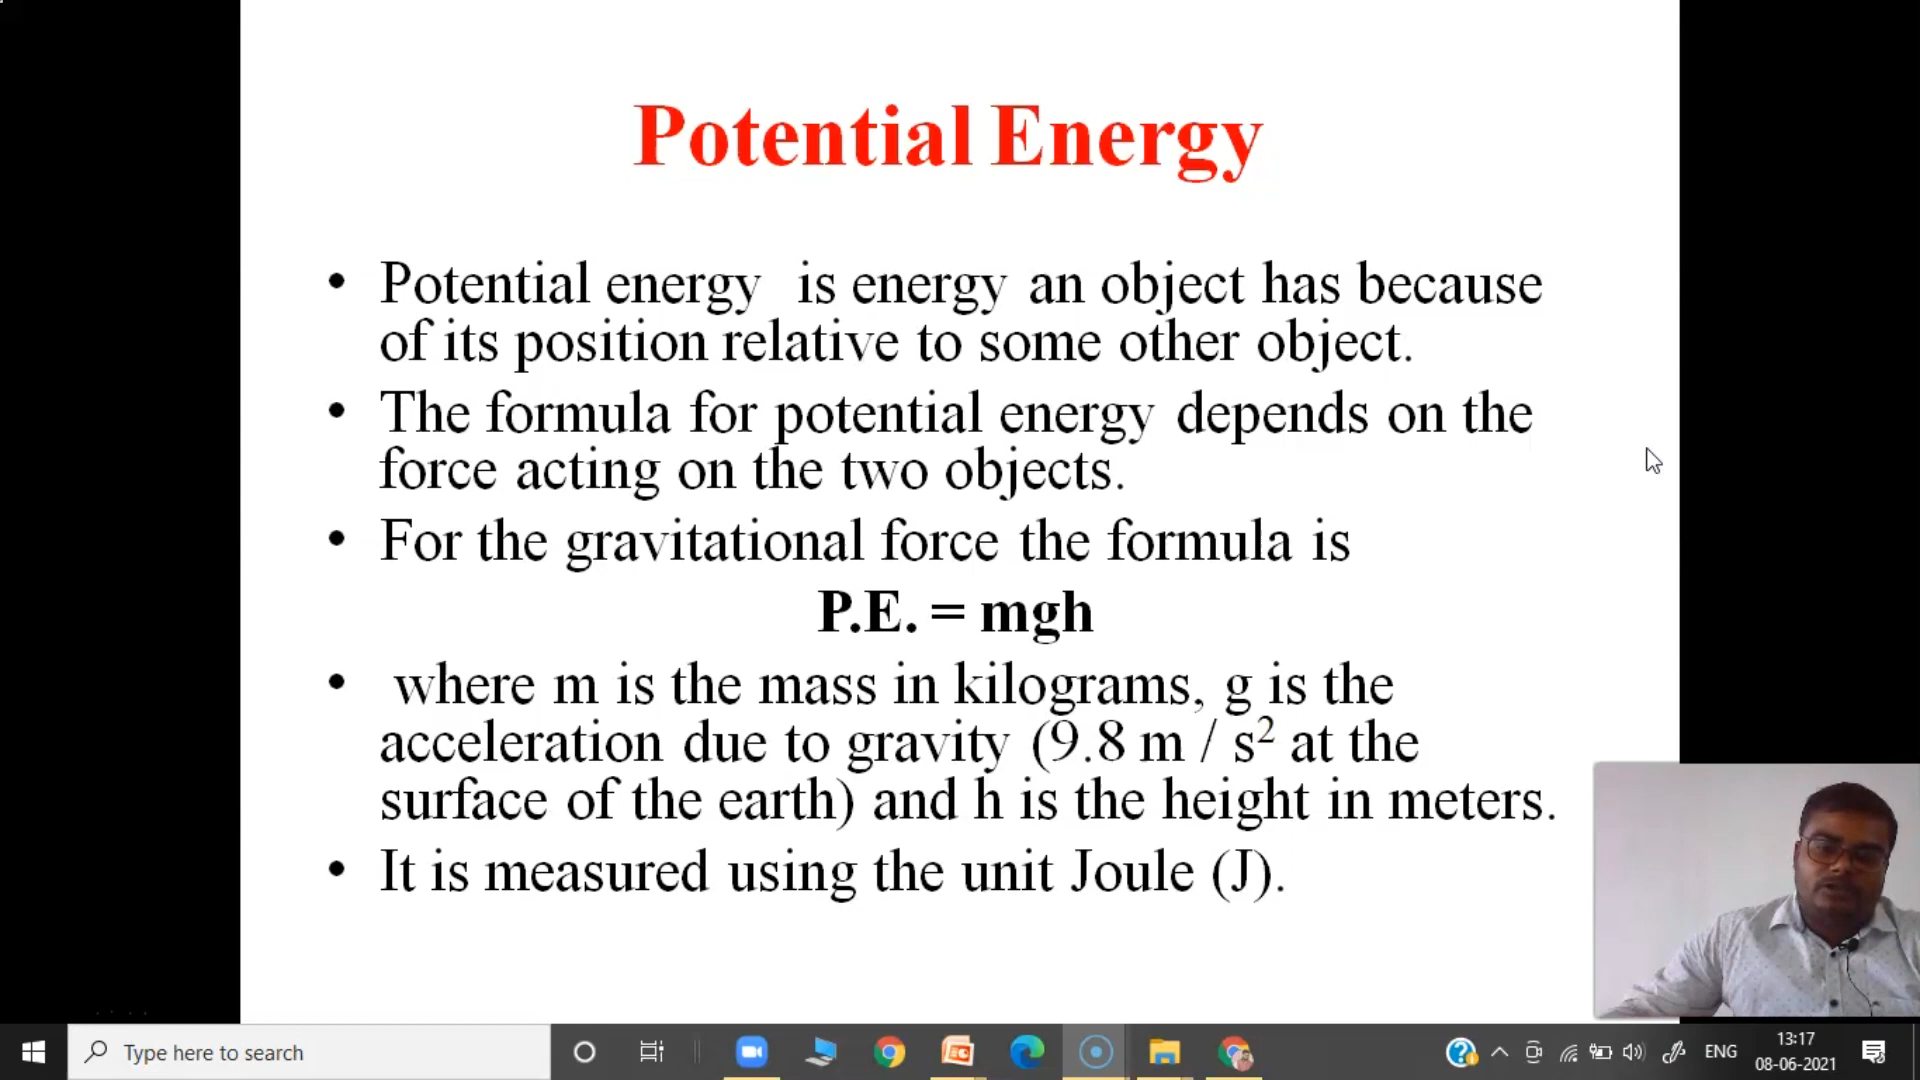 Potential Energy
• Potential energy is energy an object has because
of its position relative to some other object.
• The formula for potential energy depends on the
force acting on the two objects.
• For the gravitational force the formula is
P.E. = mgh
• where m is the mass in kilograms, g is the
acceleration due to gravity (9.8 m / s² at the
surface of the earth) and h is the height in meters.
• It is measured using the unit Joule (J).
Type here to search
ENG
13:17
08-06-2021